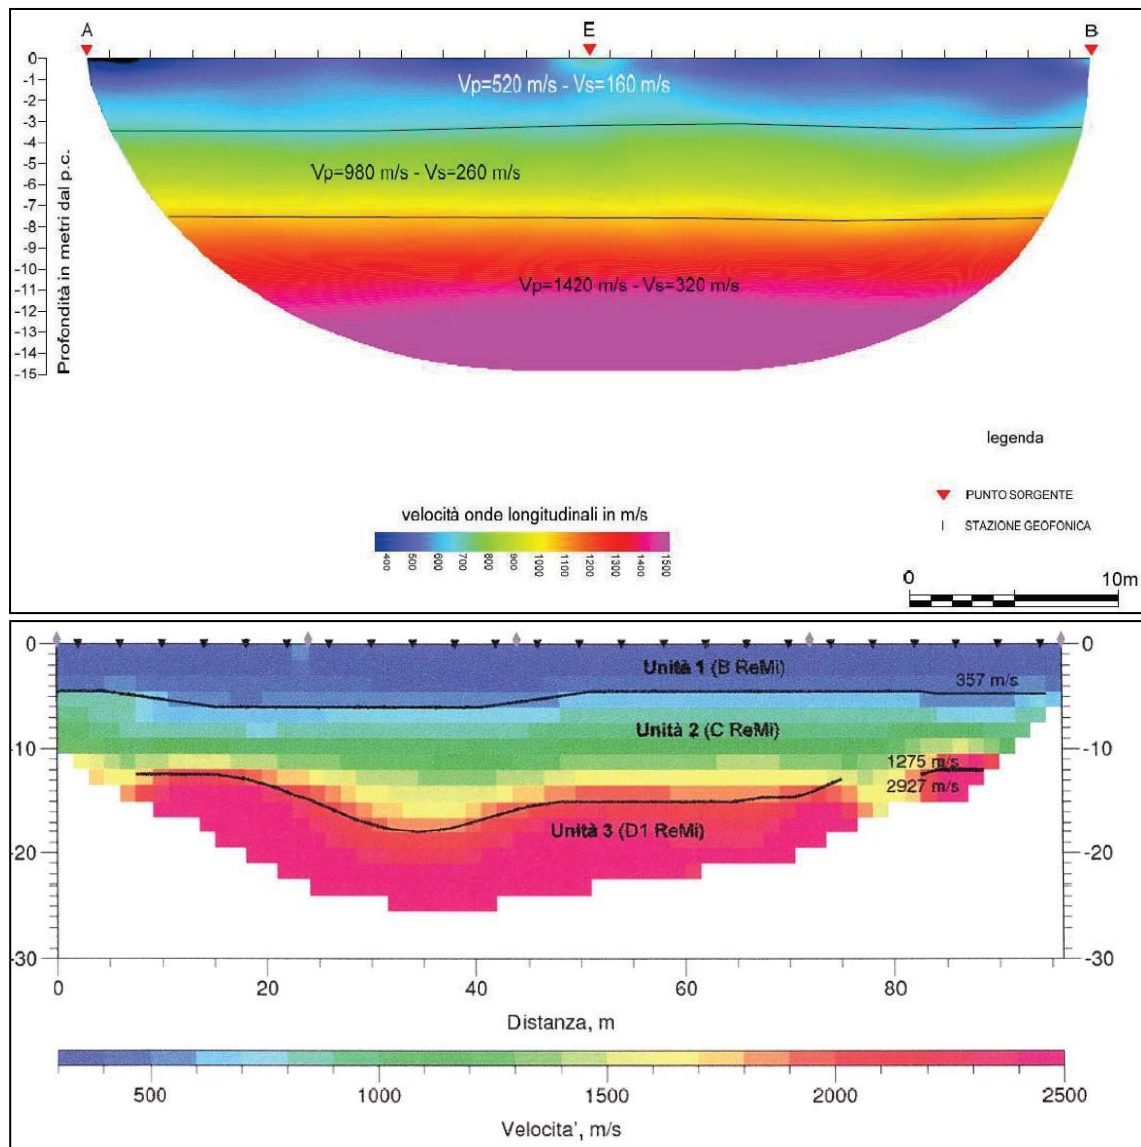 A E B
0
-1
-2
-3
-4
-5
-6
-7
-8
-9
-10
-11
-12
-13
-14
-15
Profondità in metri dal p.c.
Vp=520 m/s - Vs=160 m/s
Vp=980 m/s - Vs=260 m/s
Vp=1420 m/s - Vs=320 m/s
legenda
PUNTO SORGENTE
STAZIONE GEOFONICA
velocità onde longitudinali in m/s
400 500 600 700 800 900 1000 1100 1200 1300 1400 1500
0 10m
0 0
Unità 1 (B ReMi)
357 m/s
Unità 2 (C ReMi)
-10 -10
1275 m/s
2927 m/s
Unità 3 (D1 ReMi)
-20 -20
-30 -30
0 20 40 60 80
Distanza, m
500 1000 1500 2000 2500
Velocita', m/s